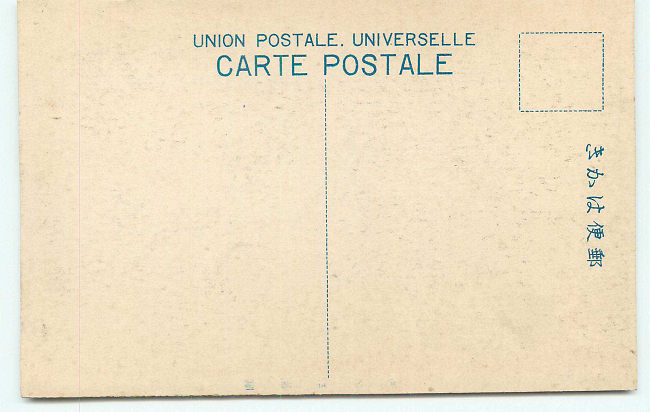 UNION POSTALE. UNIVERSELLE
CARTE POSTALE
きかは便郵